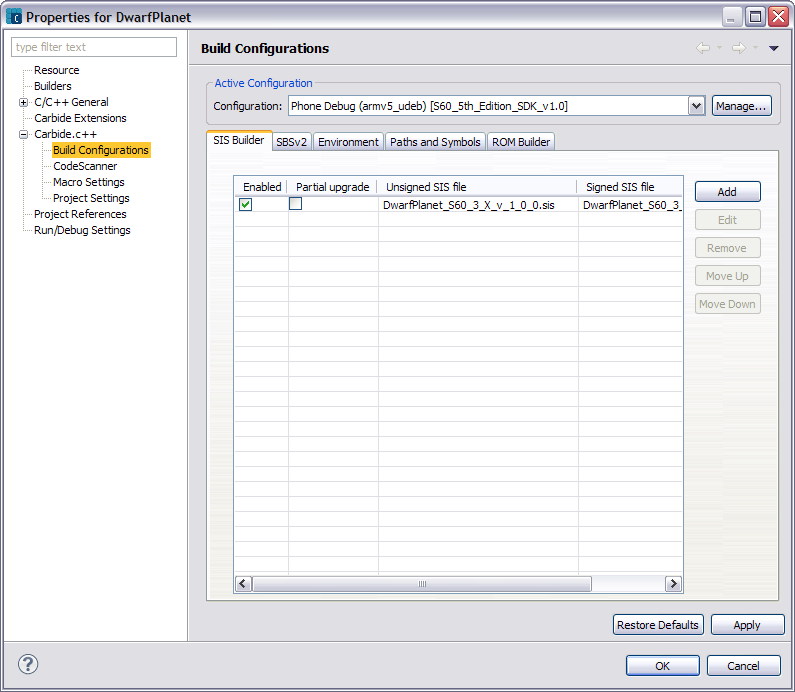 Properties for DwarfPlanet
type filter text
Resource
Builders
C/C++ General
Carbide Extensions
Carbide.c++
Build Configurations
CodeScanner
Macro Settings
Project Settings
Project References
Run/Debug Settings
Build Configurations
Active Configuration
Configuration: Phone Debug (armv5_udeb) [S60_5th_Edition_SDK_v1.0] Manage...
SIS Builder SBSv2 Environment Paths and Symbols ROM Builder
Enabled Partial upgrade Unsigned SIS file Signed SIS file
DwarfPlanet_S60_3_X_v_1_0_0.sis DwarfPlanet_S60_3_
Add
Edit
Remove
Move Up
Move Down
Restore Defaults Apply
? OK Cancel